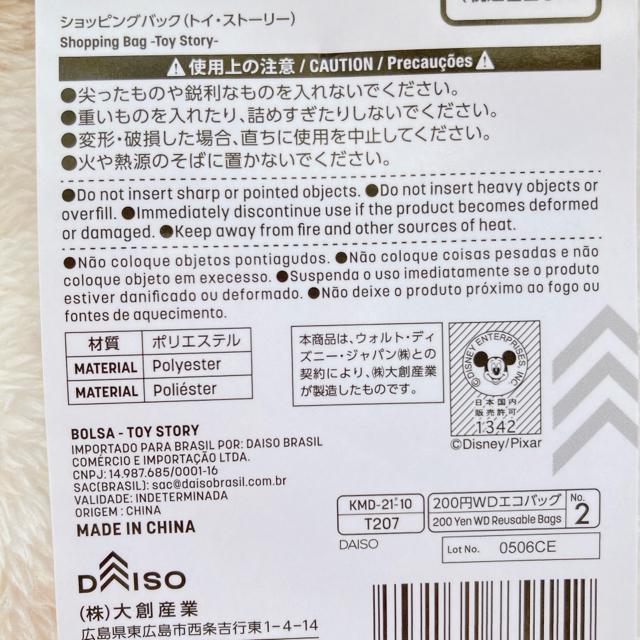 ショッピングバック(トイ・ストーリー)
Shopping Bag -Toy Story-
使用上の注意 / CAUTION / Precauções
●尖ったものや鋭利なものを入れないでください。
●重いものを入れたり、詰めすぎたりしないでください。
●変形・破損した場合、直ちに使用を中止してください。
●火や熱源のそばに置かないでください。
●Do not insert sharp or pointed objects. ●Do not insert heavy objects or
overfill. ●Immediately discontinue use if the product becomes deformed
or damaged. ●Keep away from fire and other sources of heat.
●Não coloque objetos pontiagudos. ●Não coloque coisas pesadas e não
coloque objeto em execesso. ●Suspenda o uso imediatamente se o produto
estiver danificado ou deformado. ●Não deixe o produto próximo ao fogo ou
fontes de aquecimento.
材質 ポリエステル
MATERIAL Polyester
MATERIAL Poliéster
本商品は、ウォルト・ディ
ズニー・ジャパン㈱との
契約により、㈱大創産業
が製造したものです。
©DISNEY ENTERPRISES, INC.
日本国内
販売許可
1342
©Disney/Pixar
BOLSA - TOY STORY
IMPORTADO PARA BRASIL POR: DAISO BRASIL
COMÉRCIO E IMPORTAÇÃO LTDA.
CNPJ: 14.987.685/0001-16
SAC(BRASIL): sac@daisobrasil.com.br
VALIDADE: INDETERMINADA
ORIGEM : CHINA
MADE IN CHINA
KMD-21-10
T207
DAISO
200円WDエコバッグ
200 Yen WD Reusable Bags
No.
2
Lot No. 0506CE
DAISO
(株)大創産業
広島県東広島市西条吉行東1-4-14